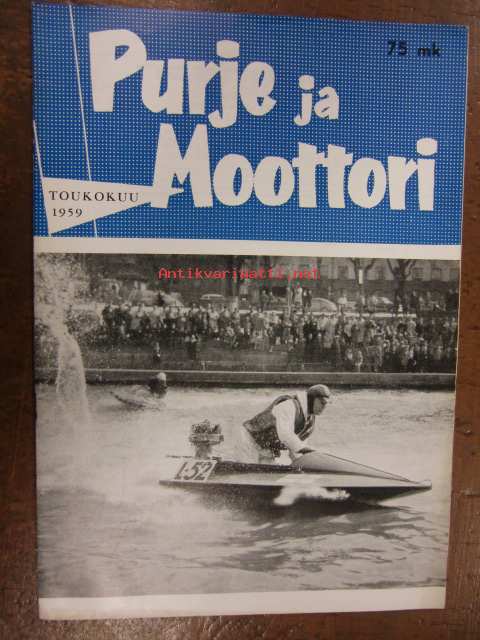 75 mk
Purje ja
Moottori
TOUKOKUU
1959
Antikvariaatti.net
L-52